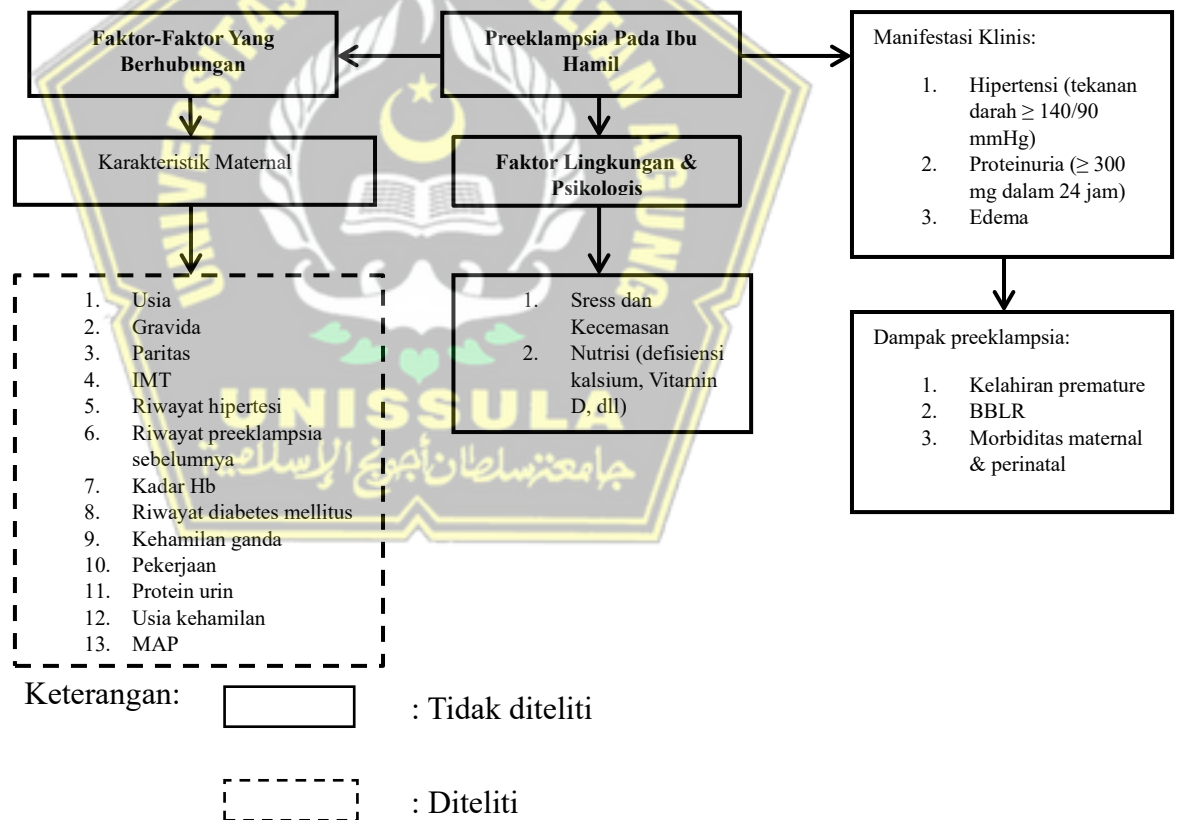 Faktor-Faktor Yang
Berhubungan
Preeklampsia Pada Ibu
Hamil
Manifestasi Klinis:
1. Hipertensi (tekanan
darah ≥ 140/90
mmHg)
2. Proteinuria (≥ 300
mg dalam 24 jam)
3. Edema
Karakteristik Maternal
Faktor Lingkungan &
Psikologis
1. Usia
2. Gravida
3. Paritas
4. IMT
5. Riwayat hipertesi
6. Riwayat preeklampsia
sebelumnya
7. Kadar Hb
8. Riwayat diabetes mellitus
9. Kehamilan ganda
10. Pekerjaan
11. Protein urin
12. Usia kehamilan
13. MAP
1. Sress dan
Kecemasan
2. Nutrisi (defisiensi
kalsium, Vitamin
D, dll)
Dampak preeklampsia:
1. Kelahiran premature
2. BBLR
3. Morbiditas maternal
& perinatal
UNISSULA
جامعتسلطان أجونج الإسلامية
Keterangan:
: Tidak diteliti
: Diteliti